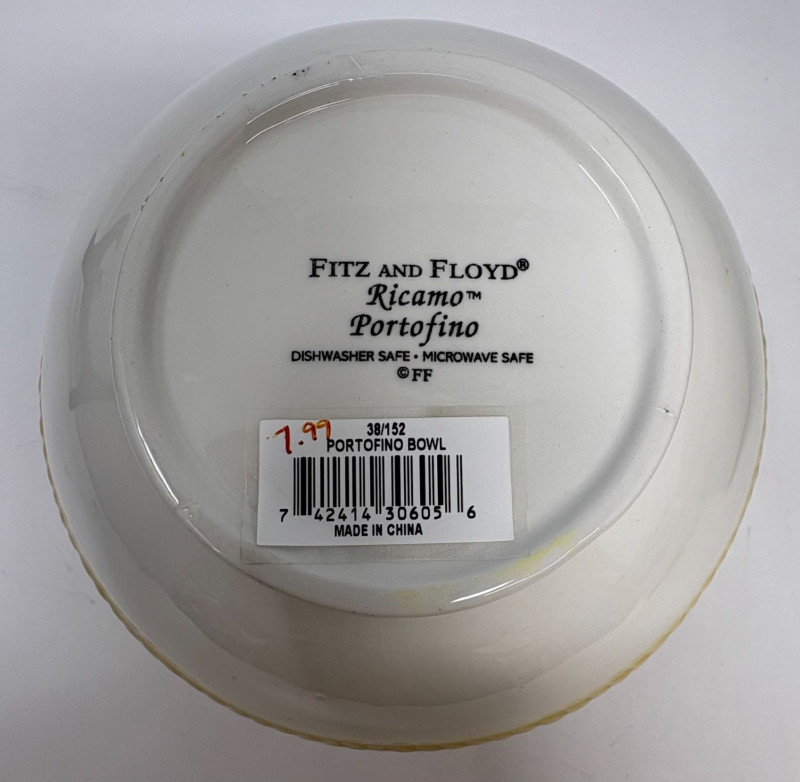 FITZ AND FLOYD®
Ricamo™
Portofino
DISHWASHER SAFE • MICROWAVE SAFE
©FF
7.99
38/152
PORTOFINO BOWL
7 42414 30605 6
MADE IN CHINA